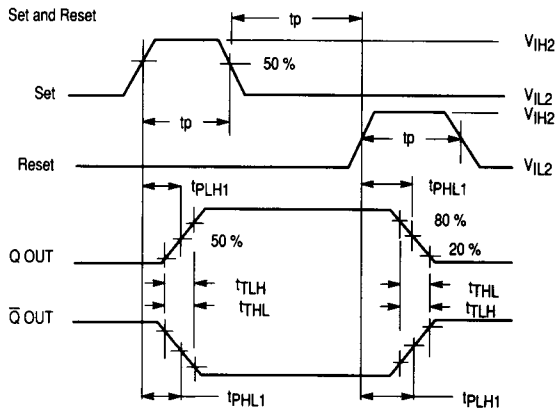 Set and Reset
tp
VIH2
50 %
Set
VIL2
VIH2
tp
tp
Reset
VIL2
tPLH1
tPHL1
80 %
50 %
20 %
Q OUT
tTLH
tTHL
tTHL
tTLH
Q̅ OUT
tPHL1
tPLH1